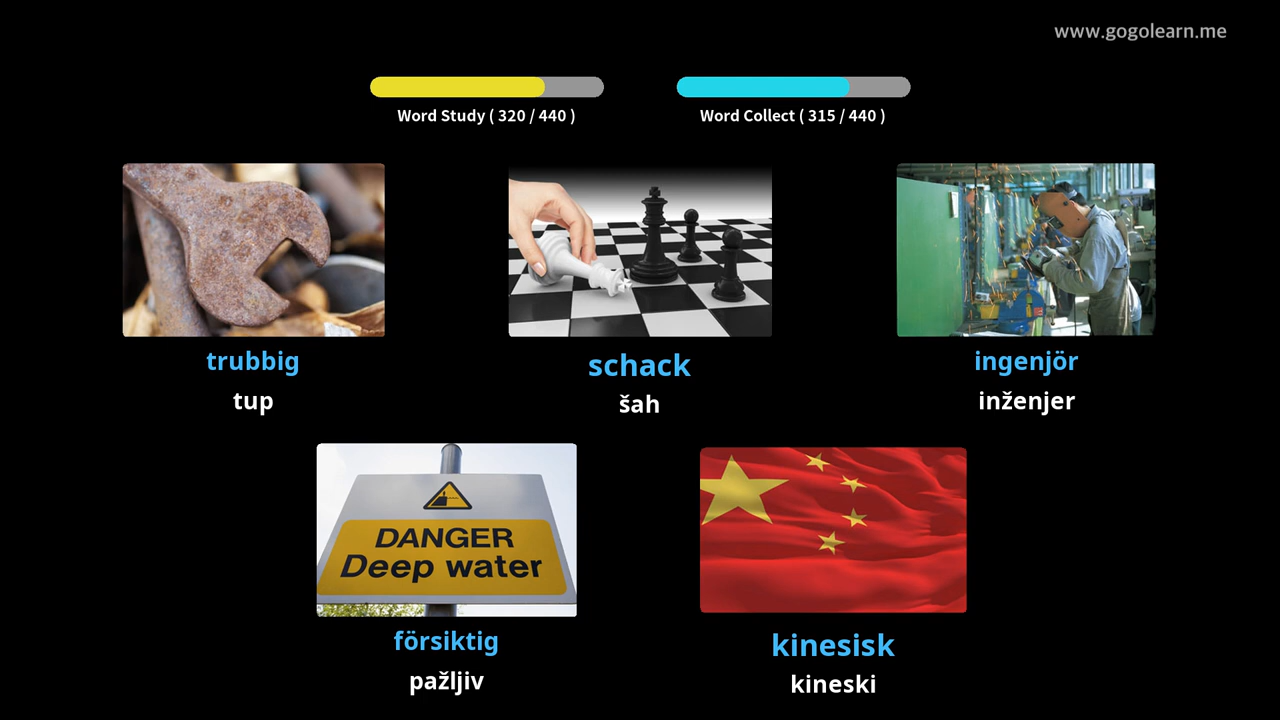 www.gogolearn.me
Word Study ( 320 / 440 )
Word Collect ( 315 / 440 )
trubbig
tup
schack
šah
ingenjör
inženjer
DANGER
Deep water
försiktig
pažljiv
kinesisk
kineski